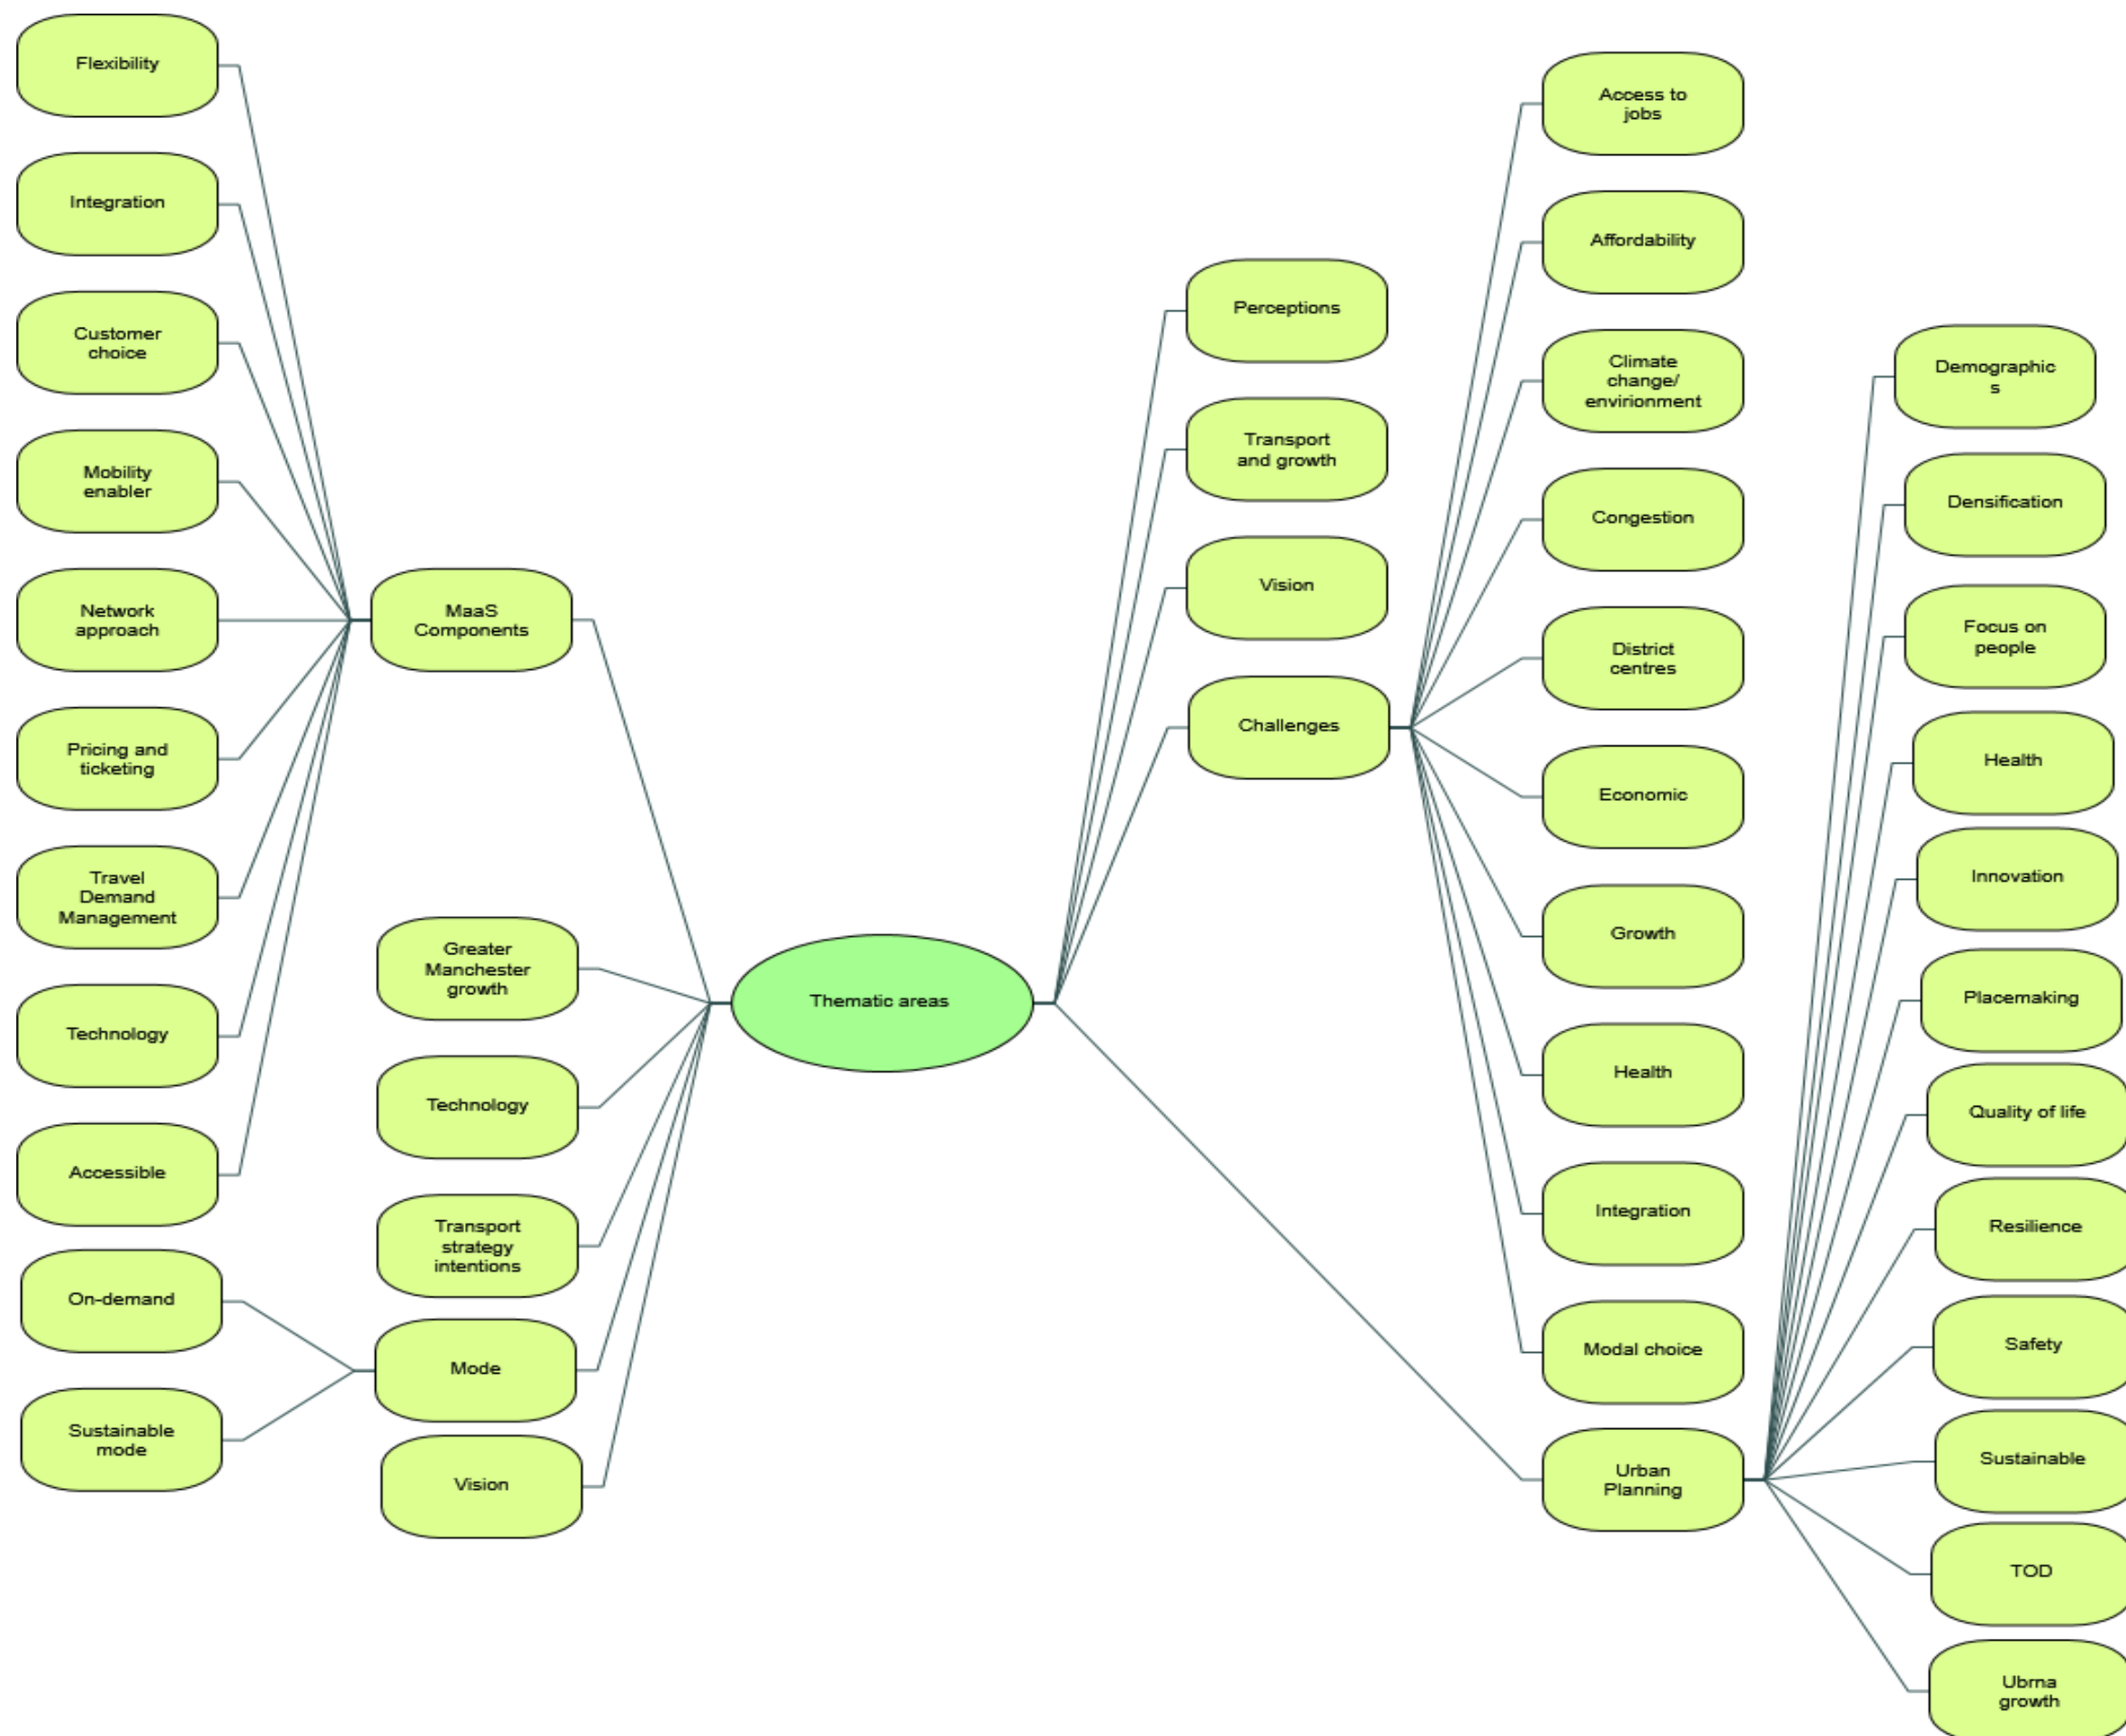 Flexibility
Integration
Customer
choice
Mobility
enabler
Network
approach
Pricing and
ticketing
Travel
Demand
Management
Technology
Accessible
On-demand
Sustainable
mode
MaaS
Components
Greater
Manchester
growth
Technology
Transport
strategy
intentions
Mode
Vision
Thematic areas
Perceptions
Transport
and growth
Vision
Challenges
Access to
jobs
Affordability
Climate
change/
envirionment
Congestion
District
centres
Economic
Growth
Health
Integration
Modal choice
Urban
Planning
Demographic
s
Densification
Focus on
people
Health
Innovation
Placemaking
Quality of life
Resilience
Safety
Sustainable
TOD
Ubrna
growth